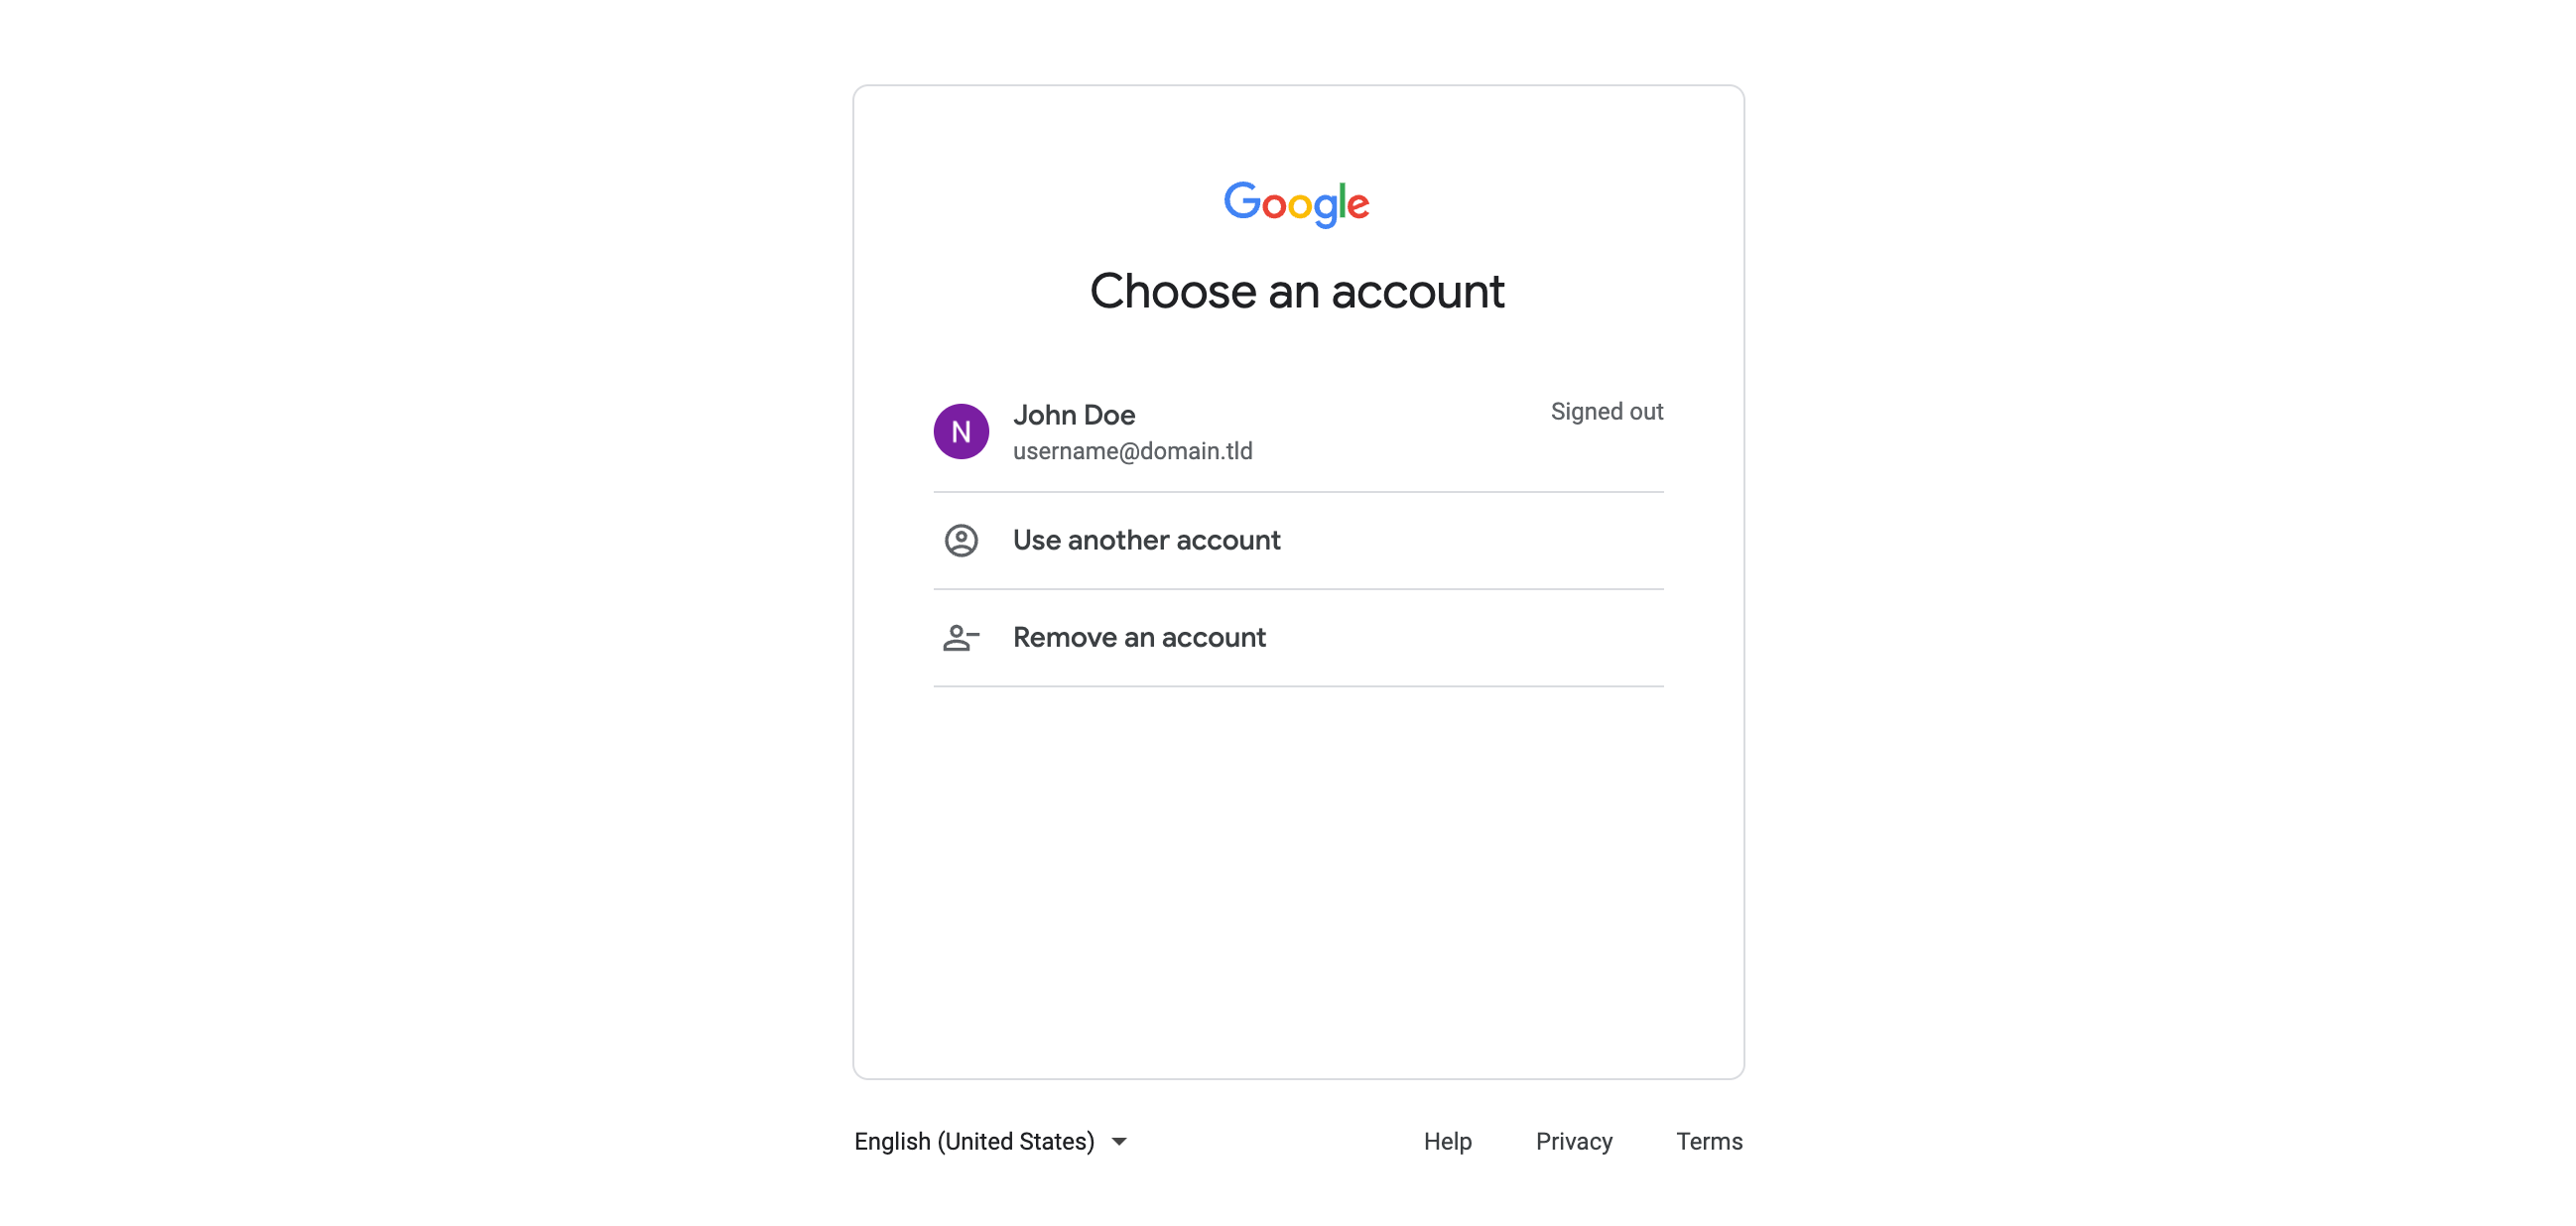 Google
Choose an account
N
John Doe
Signed out
username@domain.tld
Use another account
Remove an account
English (United States)
Help
Privacy
Terms